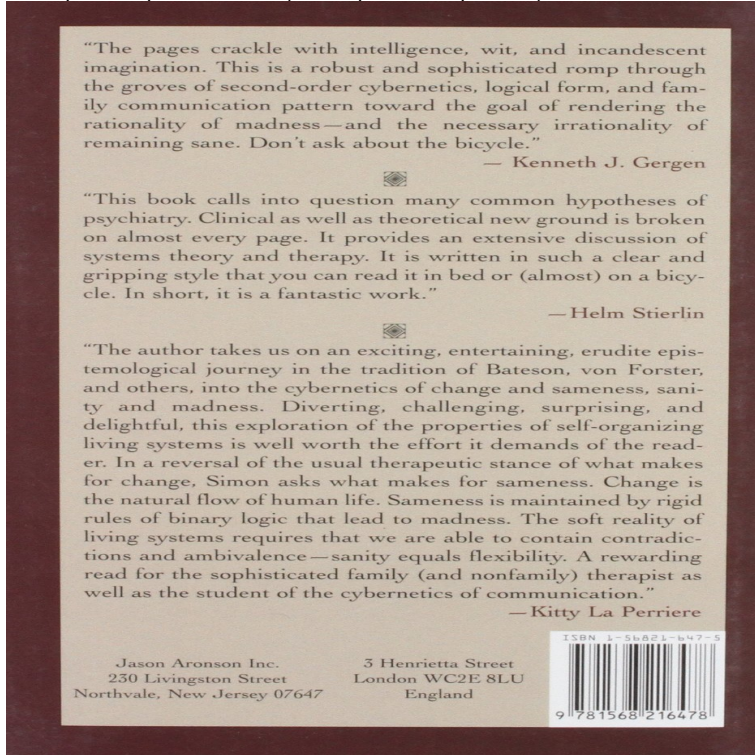 “The pages crackle with intelligence, wit, and incandescent
imagination. This is a robust and sophisticated romp through
the groves of second-order cybernetics, logical form, and fam-
ily communication pattern toward the goal of rendering the
rationality of madness—and the necessary irrationality of
remaining sane. Don’t ask about the bicycle.”
— Kenneth J. Gergen
“This book calls into question many common hypotheses of
psychiatry. Clinical as well as theoretical new ground is broken
on almost every page. It provides an extensive discussion of
systems theory and therapy. It is written in such a clear and
gripping style that you can read it in bed or (almost) on a bicy-
cle. In short, it is a fantastic work.”
—Helm Stierlin
“The author takes us on an exciting, entertaining, erudite epis-
temological journey in the tradition of Bateson, von Forster,
and others, into the cybernetics of change and sameness, sani-
ty and madness. Diverting, challenging, surprising, and
delightful, this exploration of the properties of self-organizing
living systems is well worth the effort it demands of the read-
er. In a reversal of the usual therapeutic stance of what makes
for change, Simon asks what makes for sameness. Change is
the natural flow of human life. Sameness is maintained by rigid
rules of binary logic that lead to madness. The soft reality of
living systems requires that we are able to contain contradic-
tions and ambivalence—sanity equals flexibility. A rewarding
read for the sophisticated family (and nonfamily) therapist as
well as the student of the cybernetics of communication.”
—Kitty La Perriere
Jason Aronson Inc.
230 Livingston Street
Northvale, New Jersey 07647
3 Henrietta Street
London WC2E 8LU
England
ISBN 1-56821-647-5
9 781568 216478